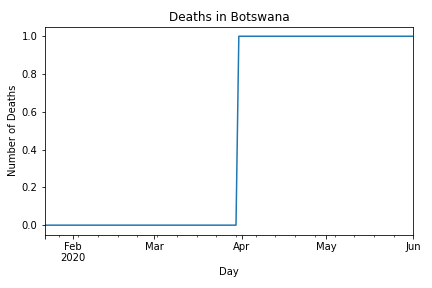 Deaths in Botswana
Number of Deaths
1.0
0.8
0.6
0.4
0.2
0.0
Feb
2020
Mar
Apr
May
Jun
Day